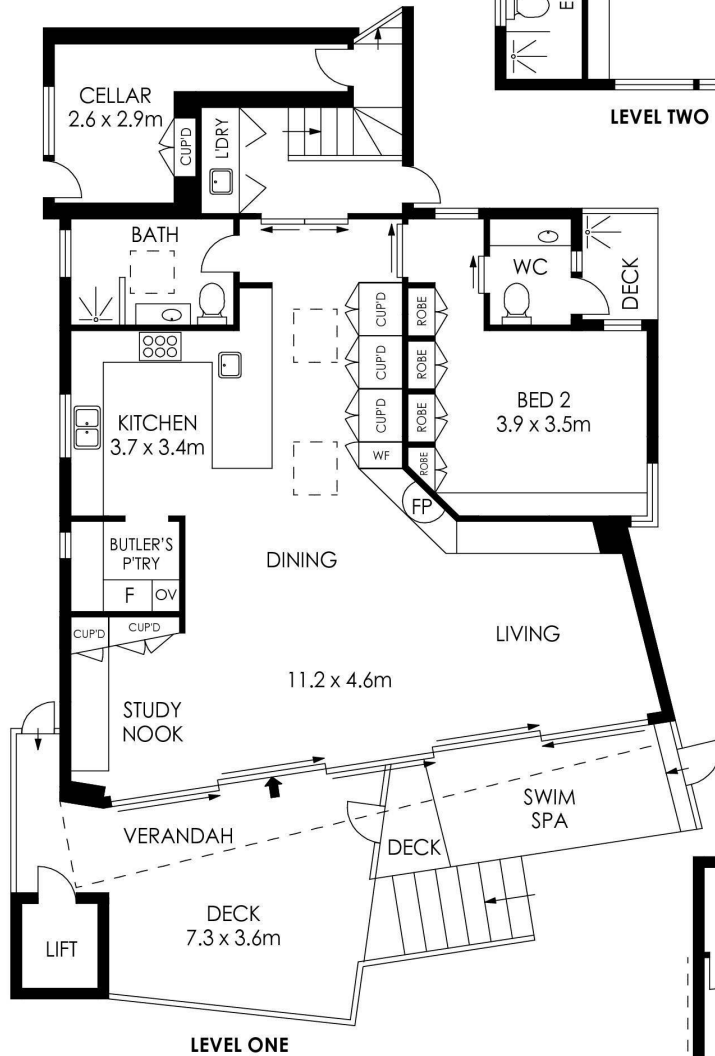 E
LEVEL TWO
CELLAR
2.6 x 2.9m
CUP'D
L'DRY
BATH
WC
DECK
CUP'D
ROBE
CUP'D
ROBE
CUP'D
ROBE
WF
ROBE
KITCHEN
3.7 x 3.4m
BED 2
3.9 x 3.5m
FP
BUTLER'S
P'TRY
F
OV
DINING
CUP'D
CUP'D
LIVING
11.2 x 4.6m
STUDY
NOOK
SWIM
SPA
VERANDAH
DECK
DECK
7.3 x 3.6m
LIFT
LEVEL ONE